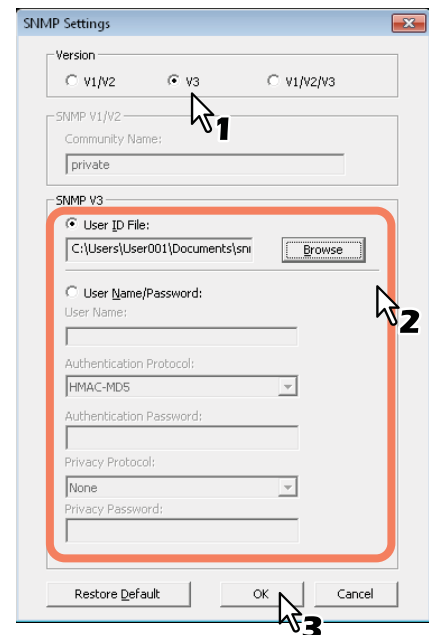 SNMP Settings
Version
V1/V2 V3 V1/V2/V3
1
SNMP V1/V2
Community Name:
private
SNMP V3
User ID File:
C:\Users\User001\Documents\snı Browse
User Name/Password:
2
User Name:
Authentication Protocol:
HMAC-MD5
Authentication Password:
Privacy Protocol:
None
Privacy Password:
Restore Default OK Cancel
3